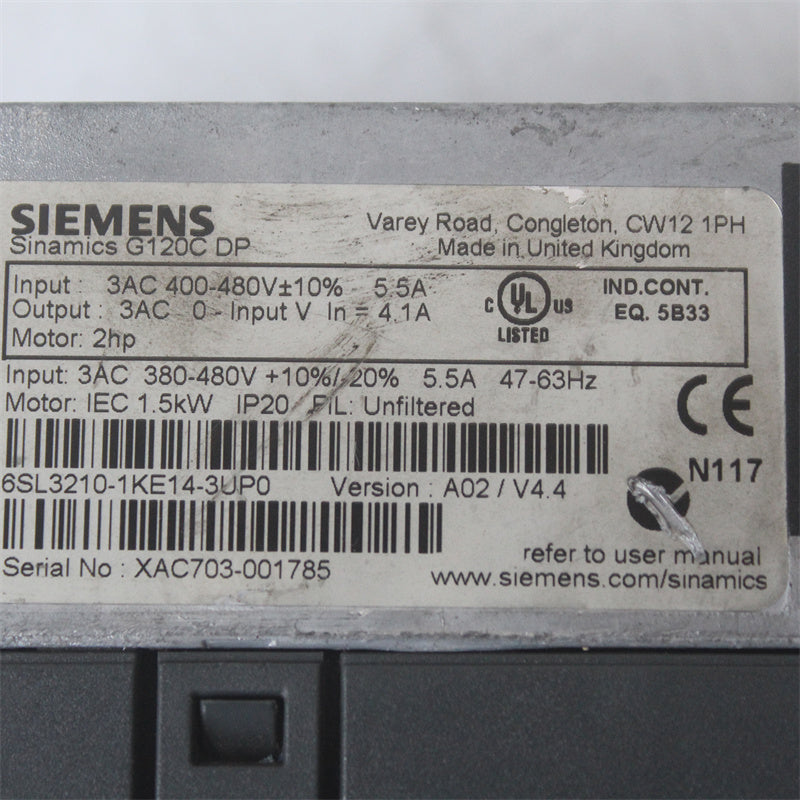 SIEMENS
Sinamics G120C DP
Varey Road, Congleton, CW12 1PH
Made in United Kingdom
Input : 3AC 400-480V±10% 5.5A
Output : 3AC 0 - Input V In = 4.1A
Motor: 2hp
C UL US
LISTED
IND.CONT.
EQ. 5B33
Input: 3AC 380-480V +10%/-20% 5.5A 47-63Hz
Motor: IEC 1.5kW IP20 FIL: Unfiltered
CE
6SL3210-1KE14-3UP0 Version : A02 / V4.4
N117
Serial No : XAC703-001785
refer to user manual
www.siemens.com/sinamics